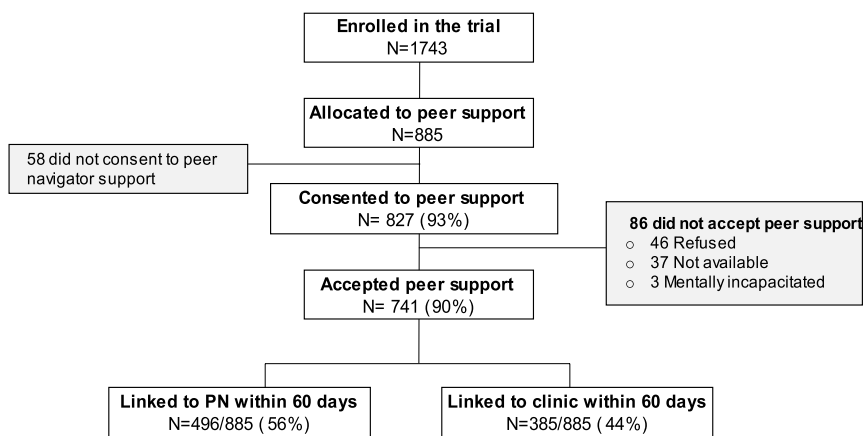 Enrolled in the trial
N=1743
Allocated to peer support
N=885
58 did not consent to peer
navigator support
Consented to peer support
N= 827 (93%)
86 did not accept peer support
○ 46 Refused
○ 37 Not available
○ 3 Mentally incapacitated
Accepted peer support
N= 741 (90%)
Linked to PN within 60 days
N=496/885 (56%)
Linked to clinic within 60 days
N=385/885 (44%)